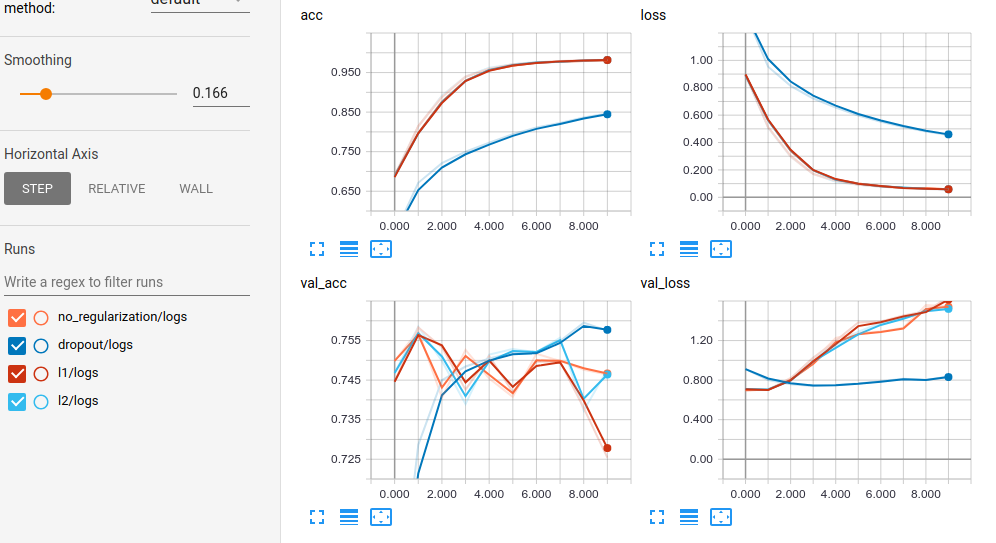 method:
default
Smoothing
0.166
Horizontal Axis
STEP RELATIVE WALL
Runs
Write a regex to filter runs
no_regularization/logs
dropout/logs
l1/logs
l2/logs
acc
0.950
0.850
0.750
0.650
0.000 2.000 4.000 6.000 8.000
loss
1.00
0.800
0.600
0.400
0.200
0.00
0.000 2.000 4.000 6.000 8.000
val_acc
0.755
0.745
0.735
0.725
0.000 2.000 4.000 6.000 8.000
val_loss
1.20
0.800
0.400
0.00
0.000 2.000 4.000 6.000 8.000